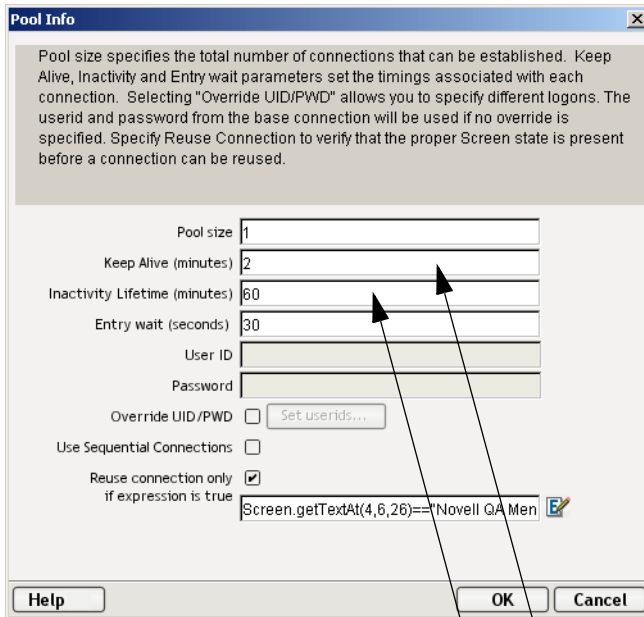 Pool Info
Pool size specifies the total number of connections that can be established. Keep
Alive, Inactivity and Entry wait parameters set the timings associated with each
connection. Selecting "Override UID/PWD" allows you to specify different logons. The
userid and password from the base connection will be used if no override is
specified. Specify Reuse Connection to verify that the proper Screen state is present
before a connection can be reused.
Pool size 1
Keep Alive (minutes) 2
Inactivity Lifetime (minutes) 60
Entry wait (seconds) 30
User ID
Password
Override UID/PWD Set userids...
Use Sequential Connections
Reuse connection only
if expression is true
Screen.getTextAt(4,6,26)=="Novell QA Men
Help OK Cancel